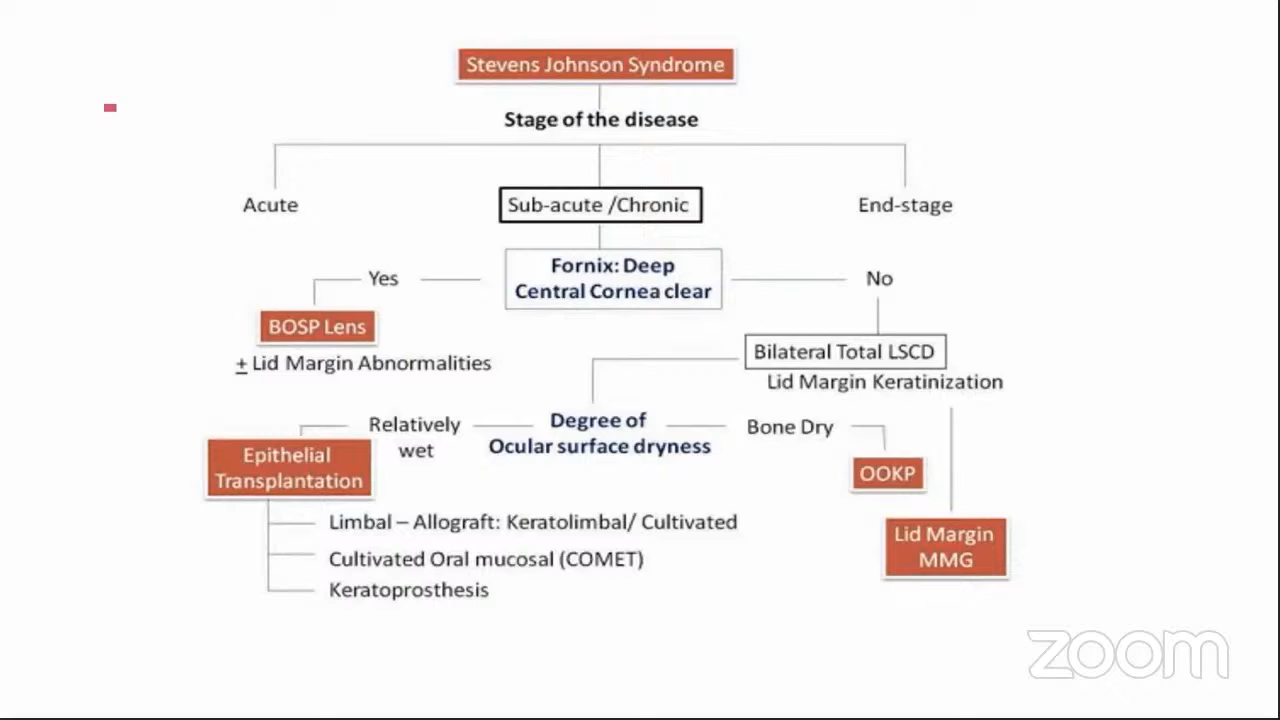 Stevens Johnson Syndrome
Stage of the disease
Acute
Sub-acute /Chronic
End-stage
Fornix: Deep
Central Cornea clear
Yes
No
BOSP Lens
± Lid Margin Abnormalities
Bilateral Total LSCD
Lid Margin Keratinization
Degree of
Ocular surface dryness
Relatively
wet
Bone Dry
Epithelial
Transplantation
OOKP
Limbal – Allograft: Keratolimbal/ Cultivated
Cultivated Oral mucosal (COMET)
Keratoprosthesis
Lid Margin
MMG
zoom